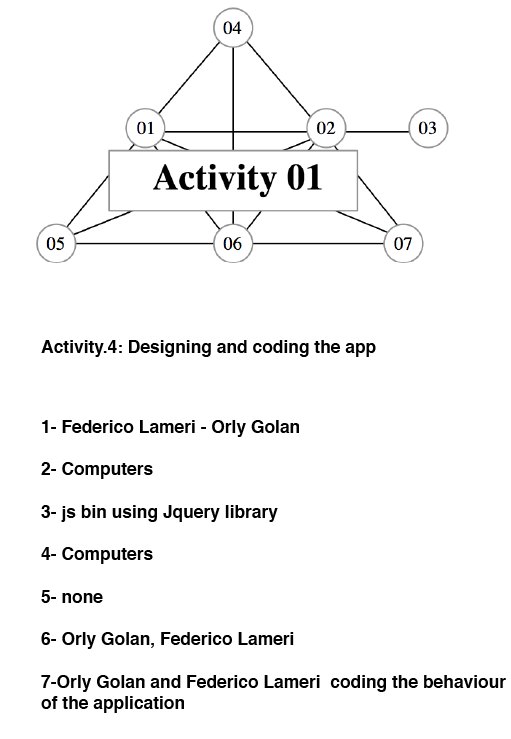 04
01
02
03
Activity 01
05
06
07
Activity.4: Designing and coding the app
1- Federico Lameri - Orly Golan
2- Computers
3- js bin using Jquery library
4- Computers
5- none
6- Orly Golan, Federico Lameri
7-Orly Golan and Federico Lameri  coding the behaviour
of the application